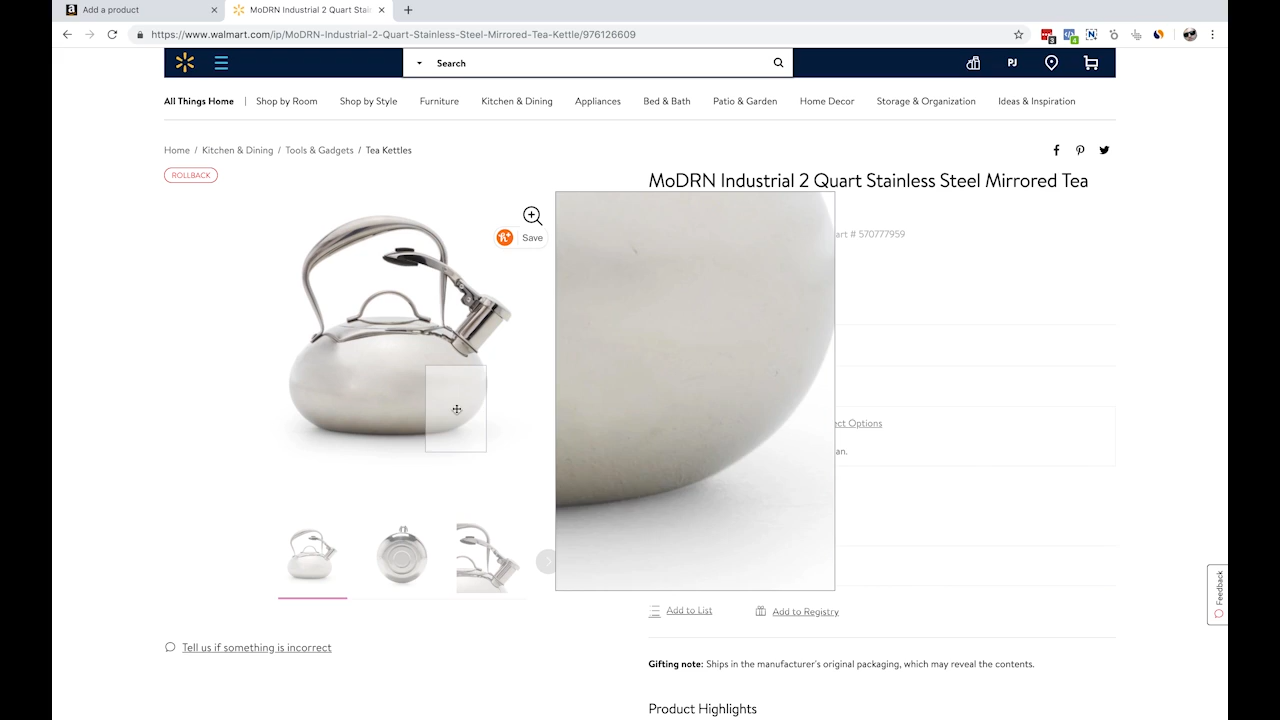 Add a product
MoDRN Industrial 2 Quart Stain
https://www.walmart.com/ip/MoDRN-Industrial-2-Quart-Stainless-Steel-Mirrored-Tea-Kettle/976126609
Search
PJ
All Things Home | Shop by Room Shop by Style Furniture Kitchen & Dining Appliances Bed & Bath Patio & Garden Home Decor Storage & Organization Ideas & Inspiration
Home / Kitchen & Dining / Tools & Gadgets / Tea Kettles
ROLLBACK
MoDRN Industrial 2 Quart Stainless Steel Mirrored Tea
Save
art # 570777959
ect Options
an.
Add to List
Add to Registry
Feedback
Tell us if something is incorrect
Gifting note: Ships in the manufacturer's original packaging, which may reveal the contents.
Product Highlights